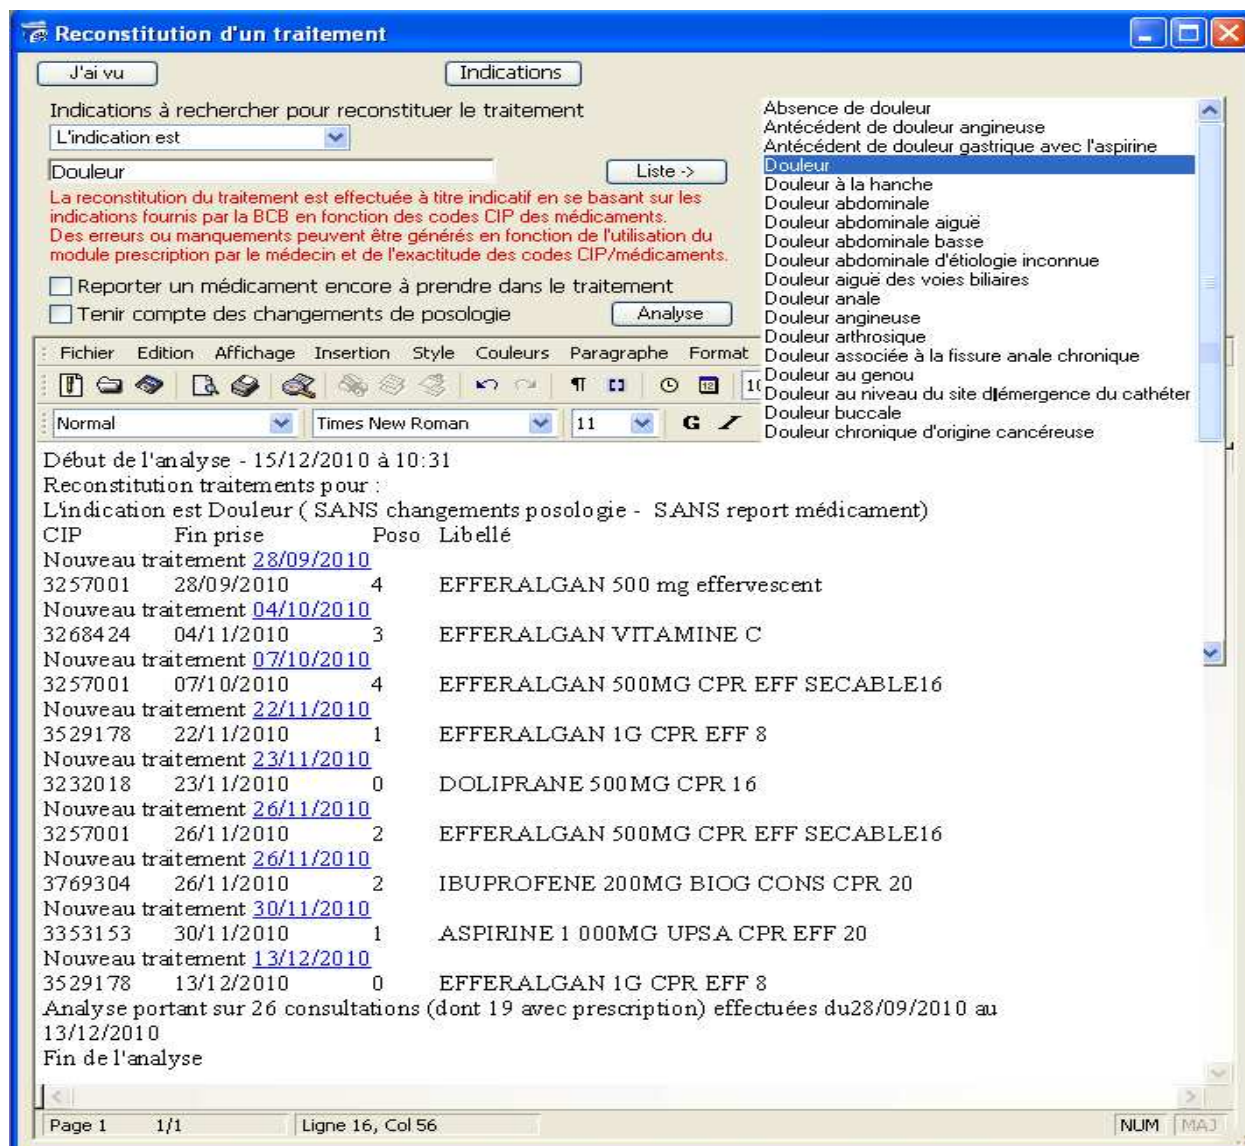 Reconstitution d'un traitement
J'ai vu
Indications
Indications à rechercher pour reconstituer le traitement
L'indication est
Douleur
Liste ->
La reconstitution du traitement est effectuée à titre indicatif en se basant sur les
indications fournis par la BCB en fonction des codes CIP des médicaments.
Des erreurs ou manquements peuvent être générés en fonction de l'utilisation du
module prescription par le médecin et de l'exactitude des codes CIP/médicaments.
Reporter un médicament encore à prendre dans le traitement
Tenir compte des changements de posologie
Analyse
Absence de douleur
Antécédent de douleur angineuse
Antécédent de douleur gastrique avec l'aspirine
Douleur
Douleur à la hanche
Douleur abdominale
Douleur abdominale aiguë
Douleur abdominale basse
Douleur abdominale d'étiologie inconnue
Douleur aiguë des voies biliaires
Douleur anale
Douleur angineuse
Douleur arthrosique
Douleur associée à la fissure anale chronique
Douleur au genou
Douleur au niveau du site d'émergence du cathéter
Douleur buccale
Douleur chronique d'origine cancéreuse
Fichier Edition Affichage Insertion Style Couleurs Paragraphe Format
12 10
Normal Times New Roman 11 G I
Début de l'analyse - 15/12/2010 à 10:31
Reconstitution traitements pour :
L'indication est Douleur ( SANS changements posologie - SANS report médicament)
CIP Fin prise Poso Libellé
Nouveau traitement 28/09/2010
3257001 28/09/2010 4 EFFERALGAN 500 mg effervescent
Nouveau traitement 04/10/2010
3268424 04/11/2010 3 EFFERALGAN VITAMINE C
Nouveau traitement 07/10/2010
3257001 07/10/2010 4 EFFERALGAN 500MG CPR EFF SECABLE16
Nouveau traitement 22/11/2010
3529178 22/11/2010 1 EFFERALGAN 1G CPR EFF 8
Nouveau traitement 23/11/2010
3232018 23/11/2010 0 DOLIPRANE 500MG CPR 16
Nouveau traitement 26/11/2010
3257001 26/11/2010 2 EFFERALGAN 500MG CPR EFF SECABLE16
Nouveau traitement 26/11/2010
3769304 26/11/2010 2 IBUPROFENE 200MG BIOG CONS CPR 20
Nouveau traitement 30/11/2010
3353153 30/11/2010 1 ASPIRINE 1 000MG UPSA CPR EFF 20
Nouveau traitement 13/12/2010
3529178 13/12/2010 0 EFFERALGAN 1G CPR EFF 8
Analyse portant sur 26 consultations (dont 19 avec prescription) effectuées du28/09/2010 au
13/12/2010
Fin de l'analyse
Page 1 1/1 Ligne 16, Col 56 NUM MAJ